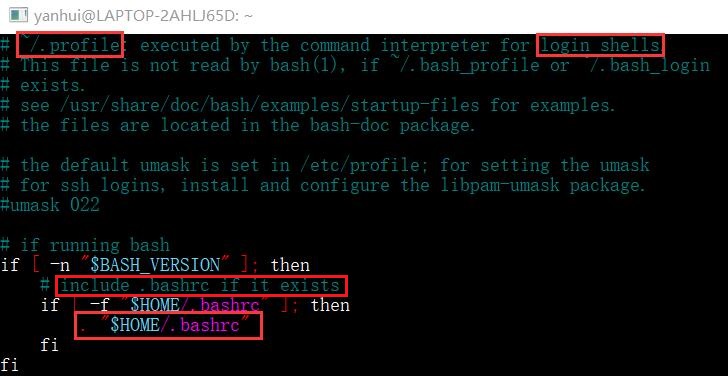 yanhui@LAPTOP-2AHLJ65D: ~
# ~/.profile: executed by the command interpreter for login shells.
# This file is not read by bash(1), if ~/.bash_profile or ~/.bash_login
# exists.
# see /usr/share/doc/bash/examples/startup-files for examples.
# the files are located in the bash-doc package.
# the default umask is set in /etc/profile; for setting the umask
# for ssh logins, install and configure the libpam-umask package.
#umask 022
# if running bash
if [ -n "$BASH_VERSION" ]; then
# include .bashrc if it exists
if [ -f "$HOME/.bashrc" ]; then
. "$HOME/.bashrc"
fi
fi